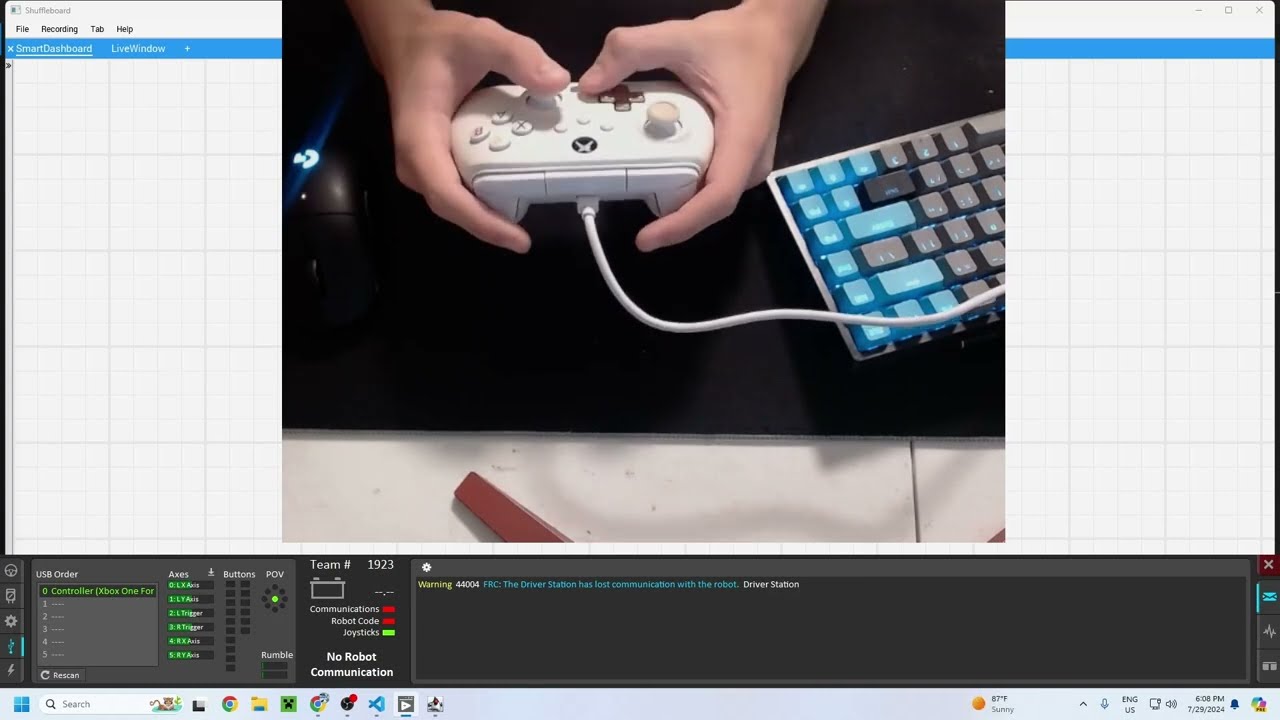 Shuffleboard
File Recording Tab Help
SmartDashboard LiveWindow +
USB Order
0 Controller (Xbox One For
1 ----
2 ----
3 ----
4 ----
5 ----
Rescan
Axes
0: L X Axis
1: L Y Axis
2: L Trigger
3: R Trigger
4: R X Axis
5: R Y Axis
Buttons
POV
Rumble
Team # 1923
--.--
Communications
Robot Code
Joysticks
No Robot
Communication
Warning 44004 FRC: The Driver Station has lost communication with the robot. Driver Station
Search
87°F
Sunny
ENG
US
6:08 PM
7/29/2024